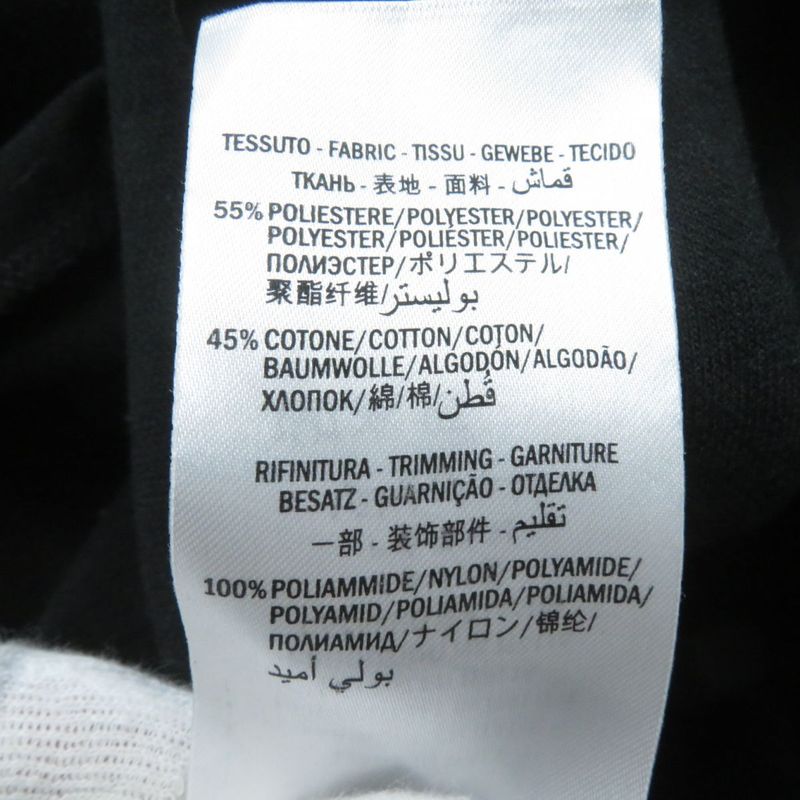 TESSUTO - FABRIC - TISSU - GEWEBE - TECIDO
ТКАНЬ - 表地 - 面料 - قماش
55% POLIESTERE/POLYESTER/POLYESTER/
POLYESTER/POLIÉSTER/POLIESTER/
ПОЛИЭСТЕР/ポリエステル/
聚酯纤维/بوليستر
45% COTONE/COTTON/COTON/
BAUMWOLLE/ALGODÓN/ALGODÃO/
ХЛОПОК/綿/棉/قُطن
RIFINITURA - TRIMMING - GARNITURE
BESATZ - GUARNIÇÃO - ОТДЕЛКА
一部 - 装饰部件 - تقليم
100% POLIAMMIDE/NYLON/POLYAMIDE/
POLYAMID/POLIAMIDA/POLIAMIDA/
ПОЛИАМИД/ナイロン/锦纶/
بولي أميد